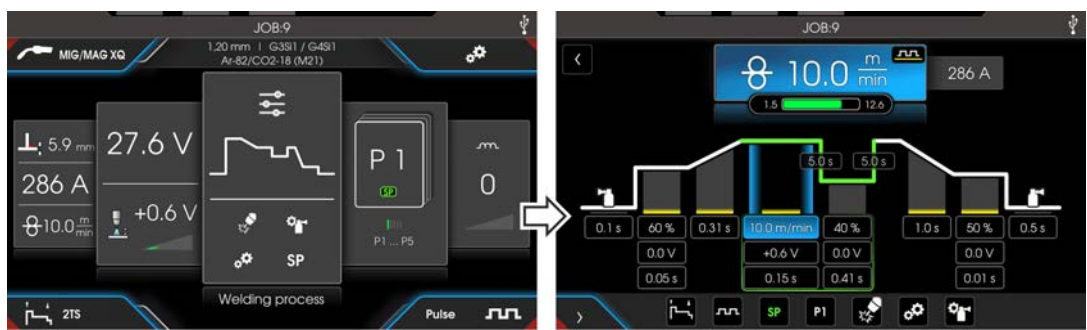 JOB:9
MIG/MAG XQ
1,20 mm I G3Si1 / G4Si1
Ar-82/CO2-18 (M21)
5.9 mm
286 A
10.0 m/min
27.6 V
+0.6 V
SP
Welding process
P 1
SP
P1 ... P5
0
2TS
Pulse
JOB:9
10.0 m/min
286 A
1.5 12.6
5.0 s 5.0 s
0.1 s 60 % 0.31 s 10.0 m/min 40 % 1.0 s 50 % 0.5 s
0.0 V +0.6 V 0.0 V 0.0 V
0.05 s 0.15 s 0.41 s 0.01 s
SP P1